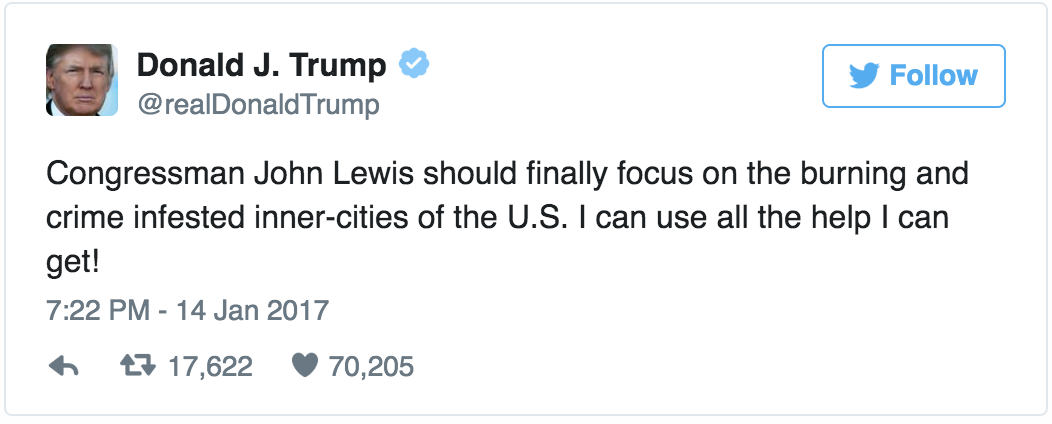 Donald J. Trump
@realDonaldTrump
Follow
Congressman John Lewis should finally focus on the burning and
crime infested inner-cities of the U.S. I can use all the help I can
get!
7:22 PM - 14 Jan 2017
17,622 70,205